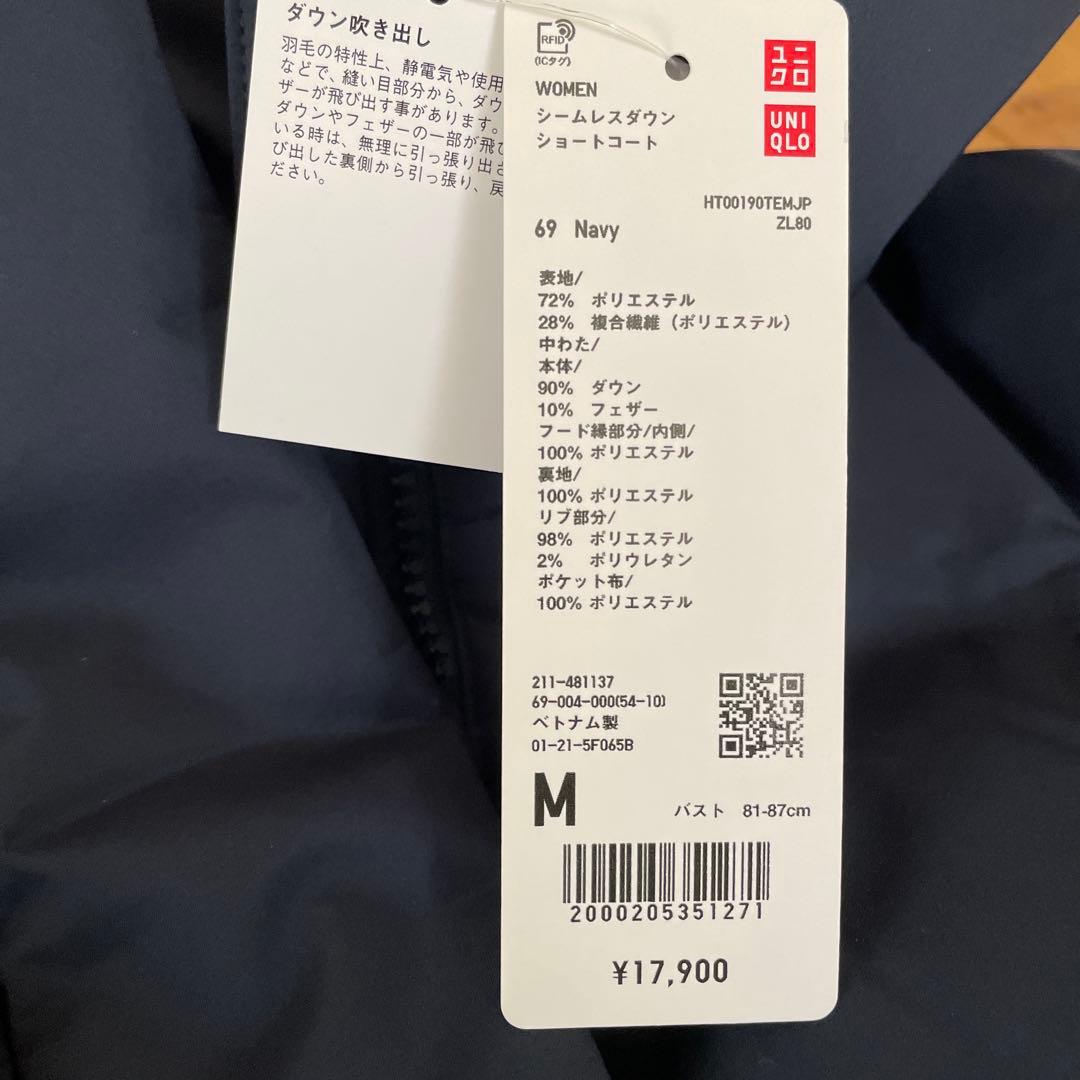 ダウン吹き出し
羽毛の特性上、静電気や使用
などで、縫い目部分から、ダウ
ザーが飛び出す事があります。
ダウンやフェザーの一部が飛び
いる時は、無理に引っ張り出さ
び出した裏側から引っ張り、戻
ださい。
RFID
(ICタグ)
ユニ
クロ
UNI
QLO
WOMEN
シームレスダウン
ショートコート
HT00190TEMJP
ZL80
69 Navy
表地/
72% ポリエステル
28% 複合繊維（ポリエステル）
中わた/
本体/
90% ダウン
10% フェザー
フード縁部分/内側/
100% ポリエステル
裏地/
100% ポリエステル
リブ部分/
98% ポリエステル
2% ポリウレタン
ポケット布/
100% ポリエステル
211-481137
69-004-000(54-10)
ベトナム製
01-21-5F065B
M バスト 81-87cm
2000205351271
¥17,900